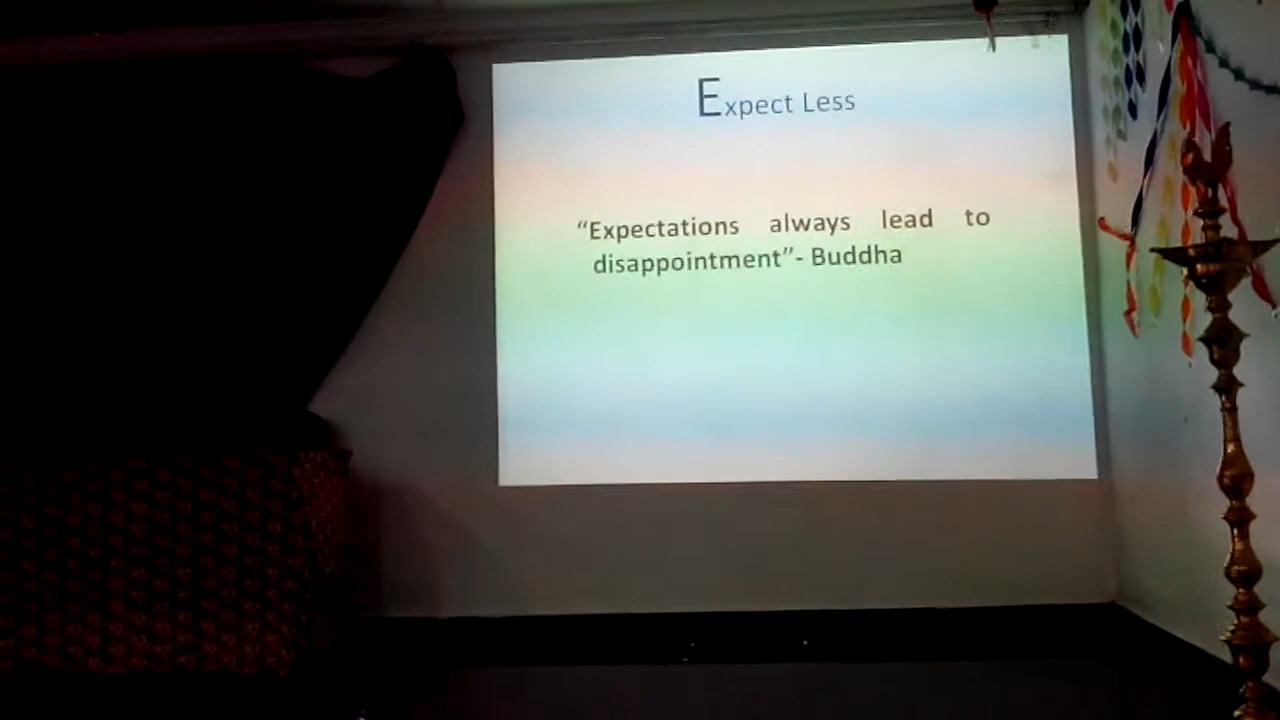 Expect Less
“Expectations always lead to
disappointment”- Buddha